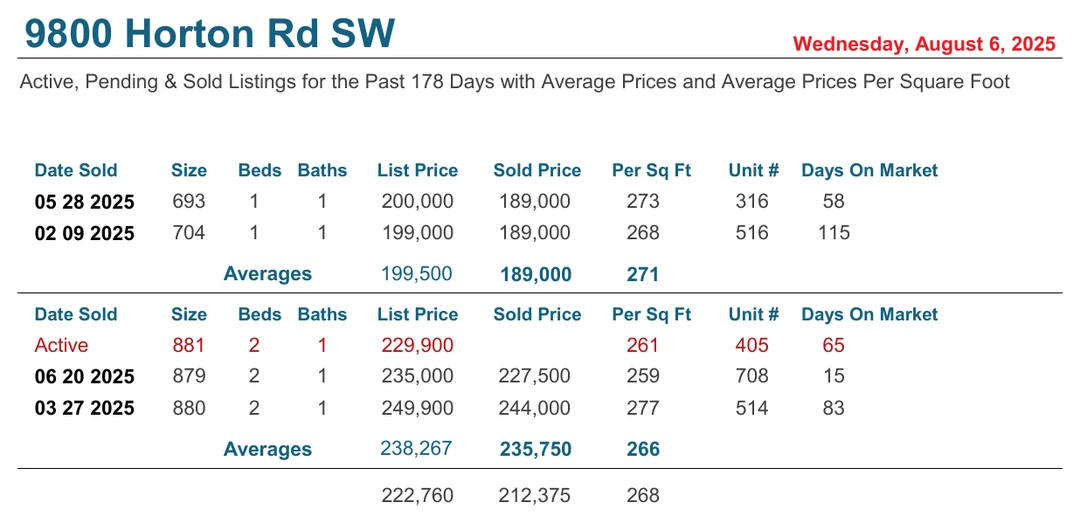 9800 Horton Rd SW
Wednesday, August 6, 2025
Active, Pending & Sold Listings for the Past 178 Days with Average Prices and Average Prices Per Square Foot
Date Sold Size Beds Baths List Price Sold Price Per Sq Ft Unit # Days On Market
05 28 2025 693 1 1 200,000 189,000 273 316 58
02 09 2025 704 1 1 199,000 189,000 268 516 115
Averages 199,500 189,000 271
Date Sold Size Beds Baths List Price Sold Price Per Sq Ft Unit # Days On Market
Active 881 2 1 229,900 261 405 65
06 20 2025 879 2 1 235,000 227,500 259 708 15
03 27 2025 880 2 1 249,900 244,000 277 514 83
Averages 238,267 235,750 266
222,760 212,375 268